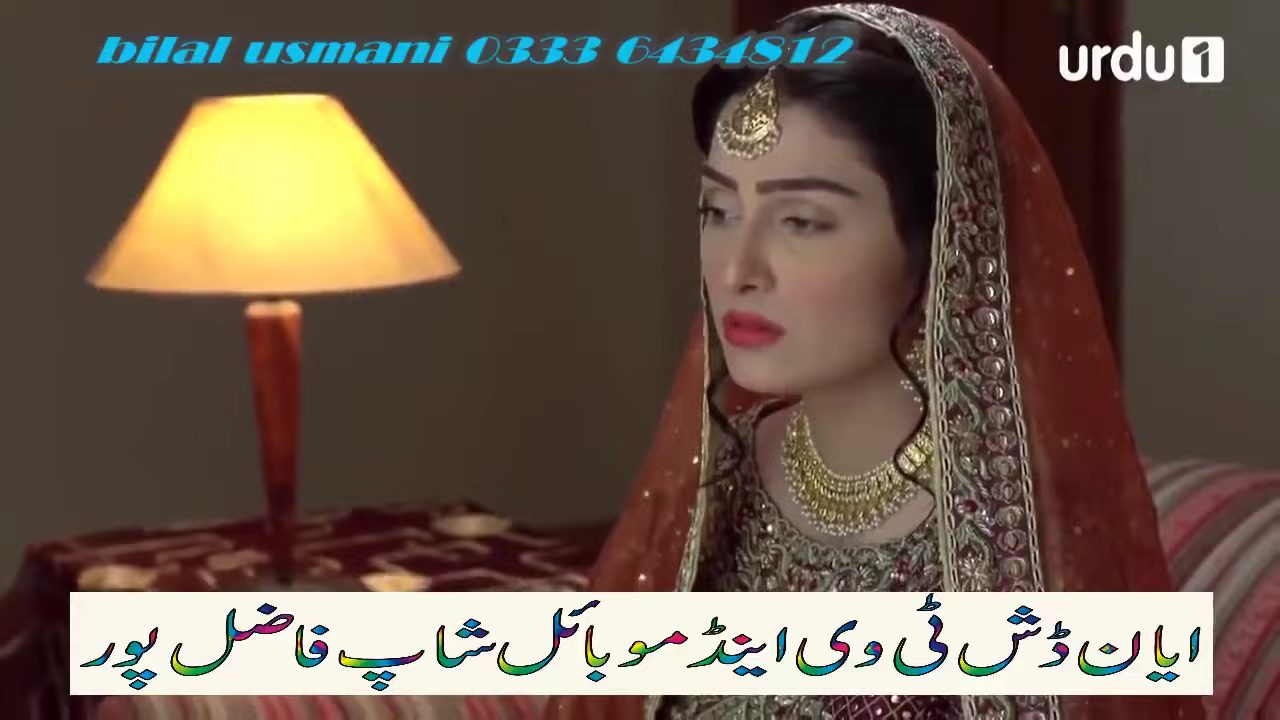 bilal usmani 0333 6434812
urdu1
ایان ڈش ٹی وی اینڈ موبائل شاپ فاضل پور